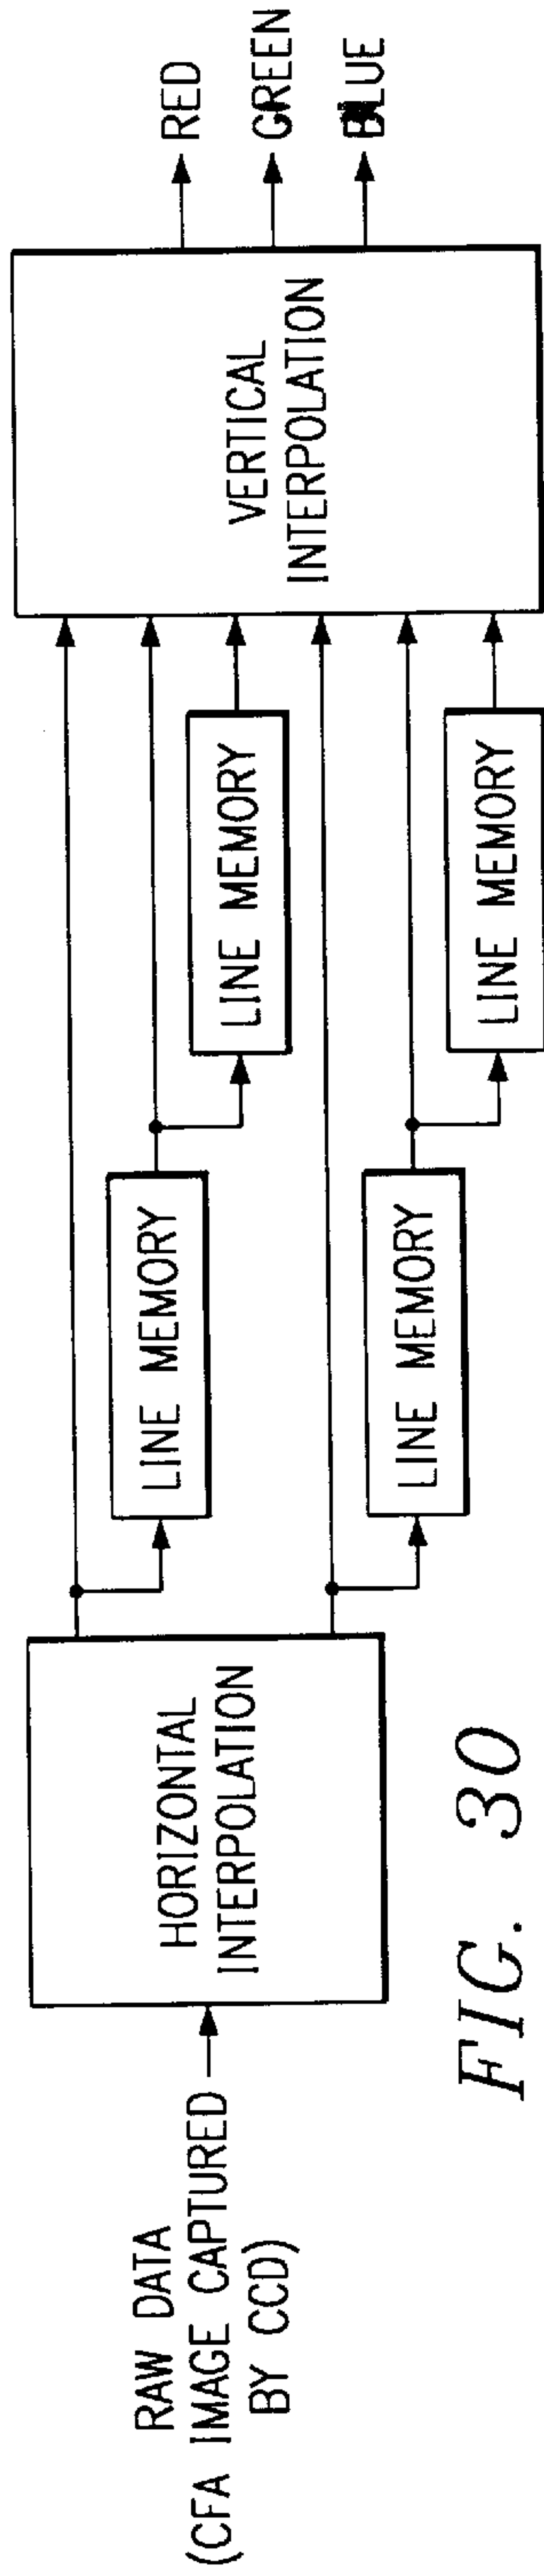 RAW DATA
(CFA IMAGE CAPTURED
BY CCD)
HORIZONTAL
INTERPOLATION
LINE MEMORY
LINE MEMORY
LINE MEMORY
LINE MEMORY
VERTICAL
INTERPOLATION
RED
GREEN
BLUE
FIG. 30